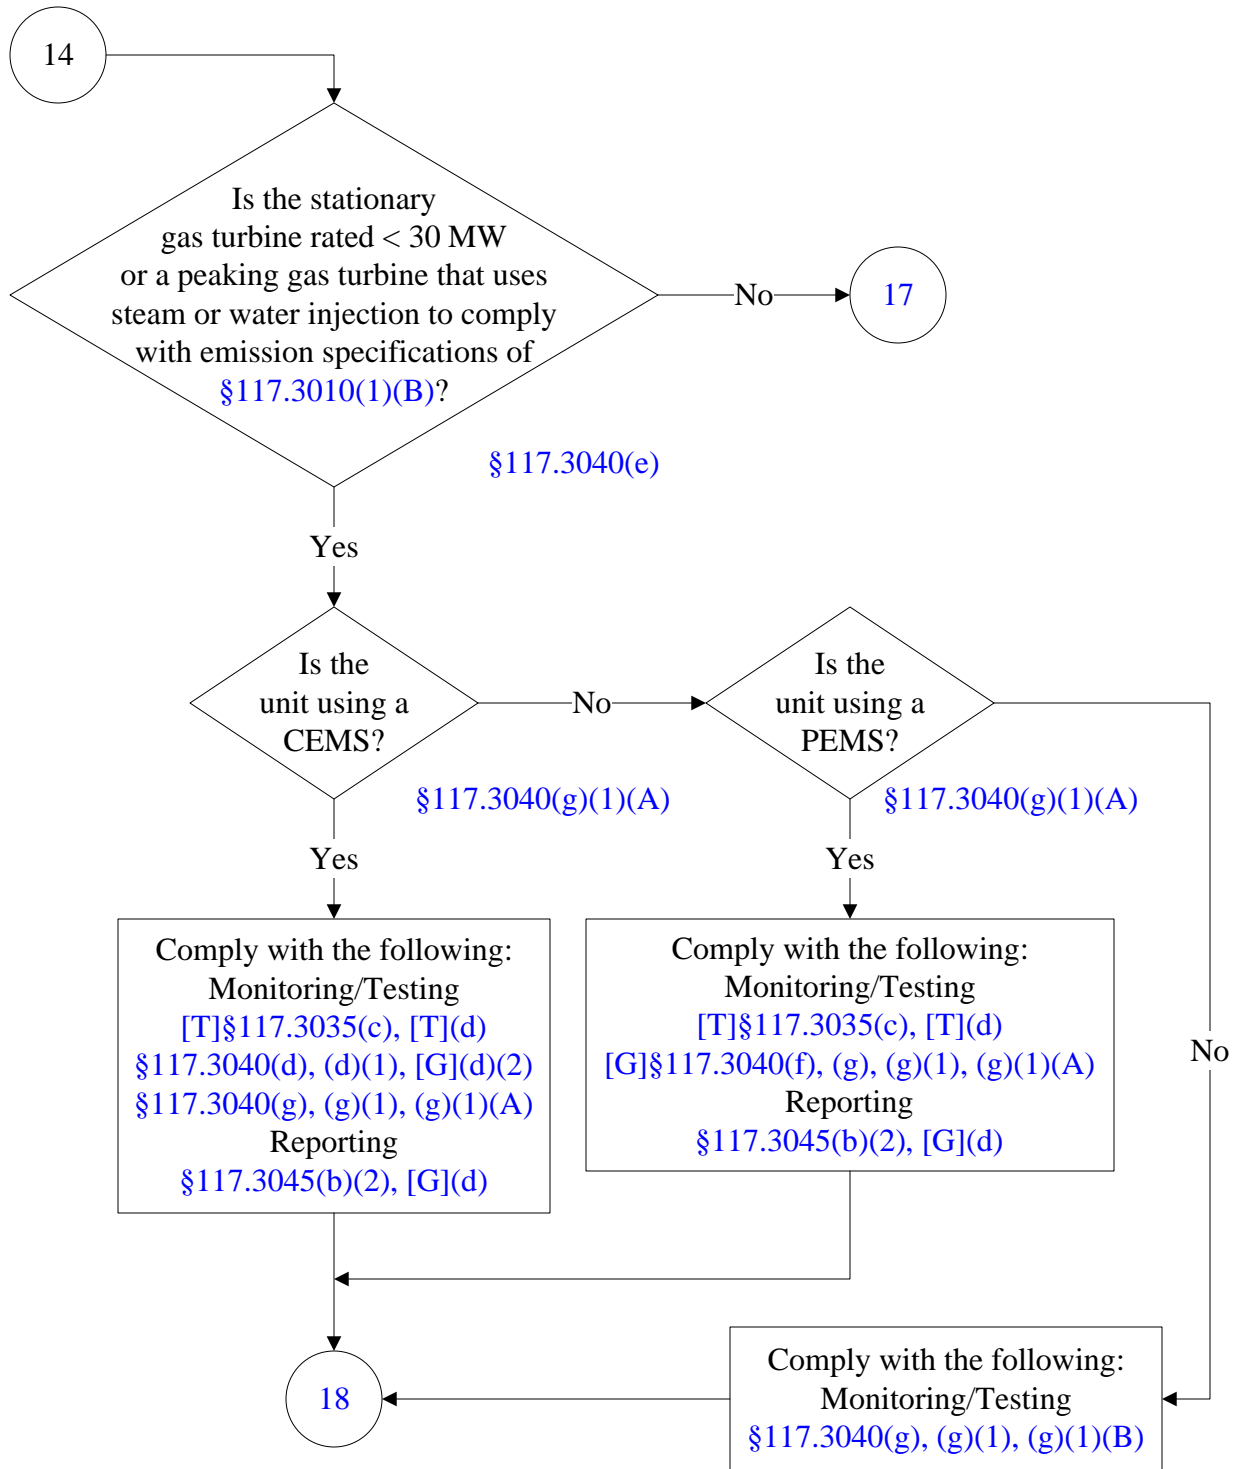 14
Is the stationary
gas turbine rated < 30 MW
or a peaking gas turbine that uses
steam or water injection to comply
with emission specifications of
§117.3010(1)(B)?
No
17
§117.3040(e)
Yes
Is the
unit using a
CEMS?
No
Is the
unit using a
PEMS?
§117.3040(g)(1)(A)
§117.3040(g)(1)(A)
Yes
Yes
Comply with the following:
Monitoring/Testing
[T]§117.3035(c), [T](d)
§117.3040(d), (d)(1), [G](d)(2)
§117.3040(g), (g)(1), (g)(1)(A)
Reporting
§117.3045(b)(2), [G](d)
Comply with the following:
Monitoring/Testing
[T]§117.3035(c), [T](d)
[G]§117.3040(f), (g), (g)(1), (g)(1)(A)
Reporting
§117.3045(b)(2), [G](d)
No
18
Comply with the following:
Monitoring/Testing
§117.3040(g), (g)(1), (g)(1)(B)